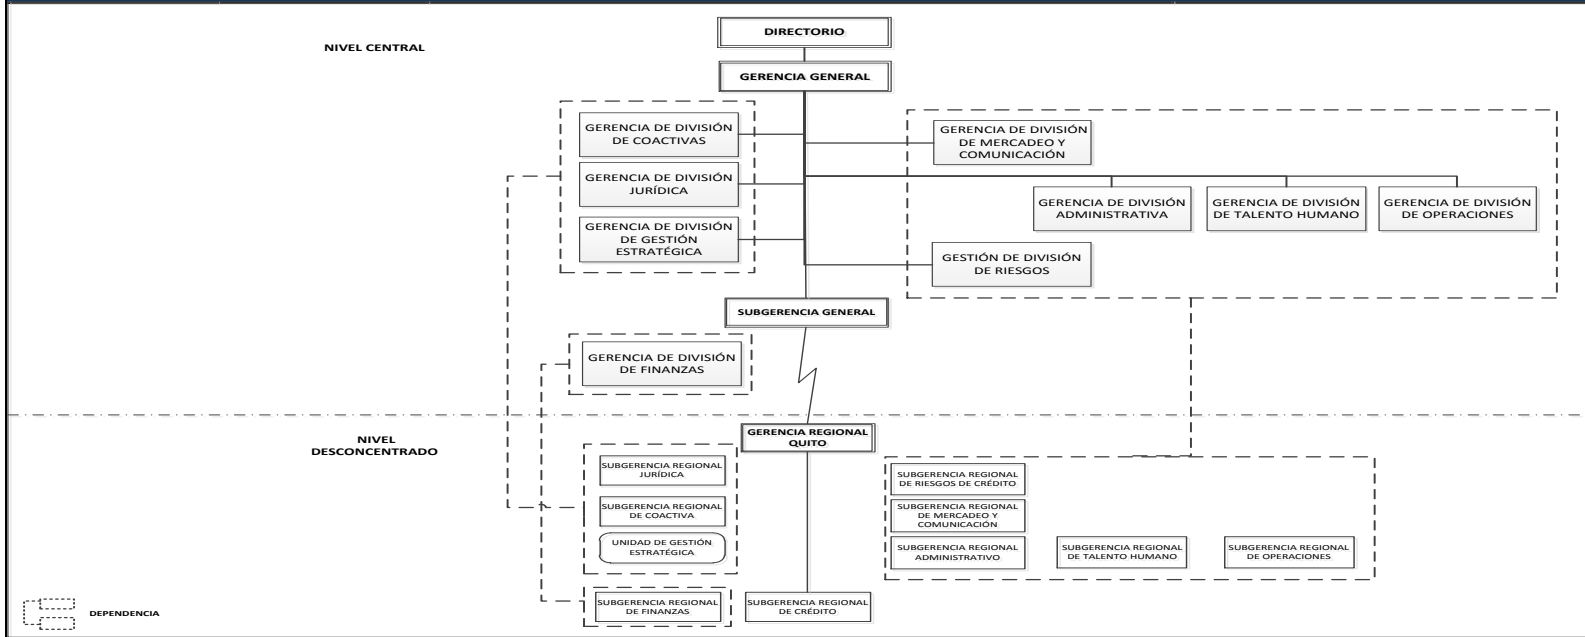 DIRECTORIO
NIVEL CENTRAL
GERENCIA GENERAL
GERENCIA DE DIVISIÓN
DE COACTIVAS
GERENCIA DE DIVISIÓN
DE MERCADEO Y
COMUNICACIÓN
GERENCIA DE DIVISIÓN
JURÍDICA
GERENCIA DE DIVISIÓN
ADMINISTRATIVA
GERENCIA DE DIVISIÓN
DE TALENTO HUMANO
GERENCIA DE DIVISIÓN
DE OPERACIONES
GERENCIA DE DIVISIÓN
DE GESTIÓN
ESTRATÉGICA
GESTIÓN DE DIVISIÓN
DE RIESGOS
SUBGERENCIA GENERAL
GERENCIA DE DIVISIÓN
DE FINANZAS
NIVEL
DESCONCENTRADO
GERENCIA REGIONAL
QUITO
SUBGERENCIA REGIONAL
JURÍDICA
SUBGERENCIA REGIONAL
DE COACTIVA
UNIDAD DE GESTIÓN
ESTRATÉGICA
SUBGERENCIA REGIONAL
DE RIESGOS DE CRÉDITO
SUBGERENCIA REGIONAL
DE MERCADEO Y
COMUNICACIÓN
SUBGERENCIA REGIONAL
ADMINISTRATIVO
SUBGERENCIA REGIONAL
DE TALENTO HUMANO
SUBGERENCIA REGIONAL
DE OPERACIONES
SUBGERENCIA REGIONAL
DE FINANZAS
SUBGERENCIA REGIONAL
DE CRÉDITO
DEPENDENCIA